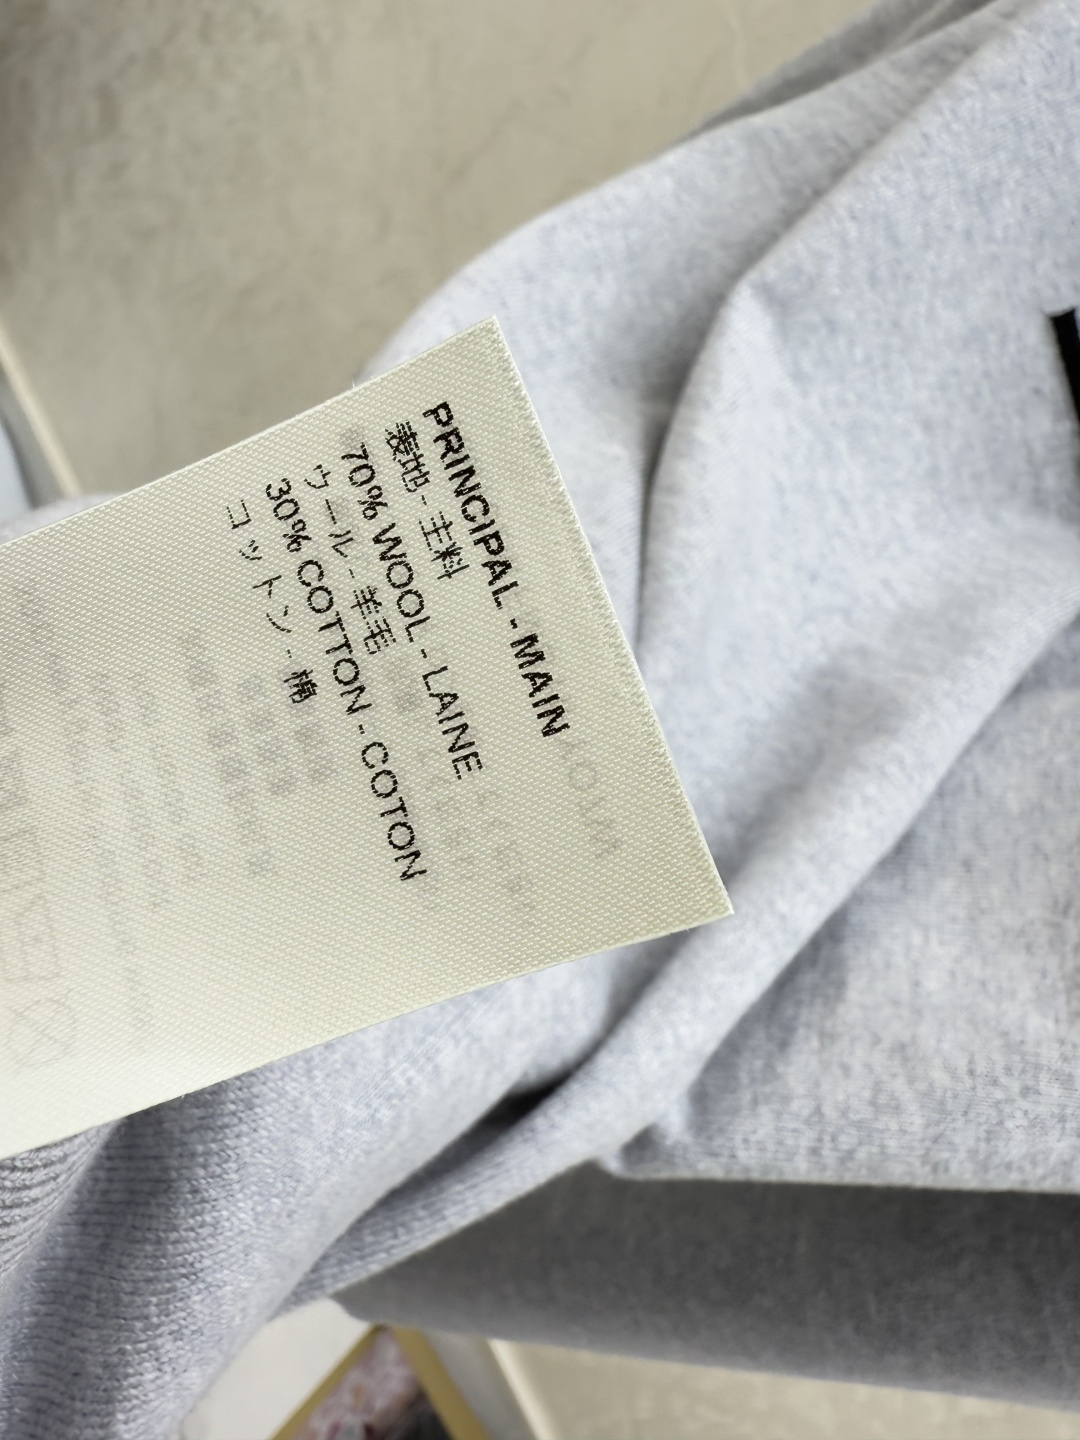 PRINCIPAL - MAIN
表地 - 主料
70% WOOL - LAINE
ウール - 羊毛
30% COTTON - COTON
コットン - 棉